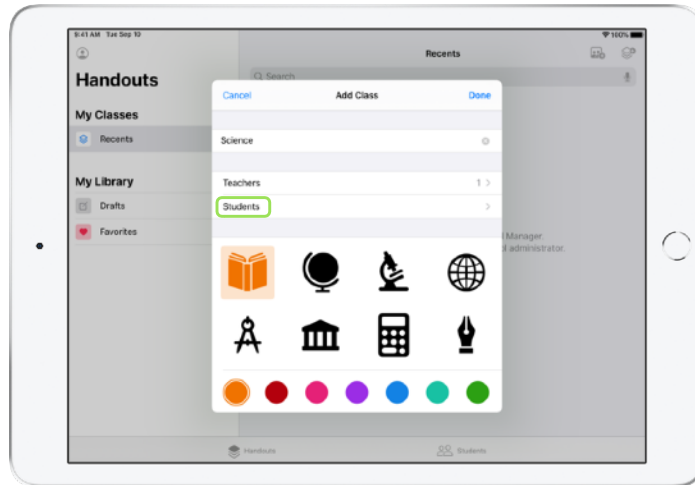 9:41 AM Tue Sep 10
100%
Recents
Handouts
Search
My Classes
Recents
My Library
Drafts
Favorites
Cancel
Add Class
Done
Science
Teachers
1
Students
Manager.
administrator.
Handouts
Students